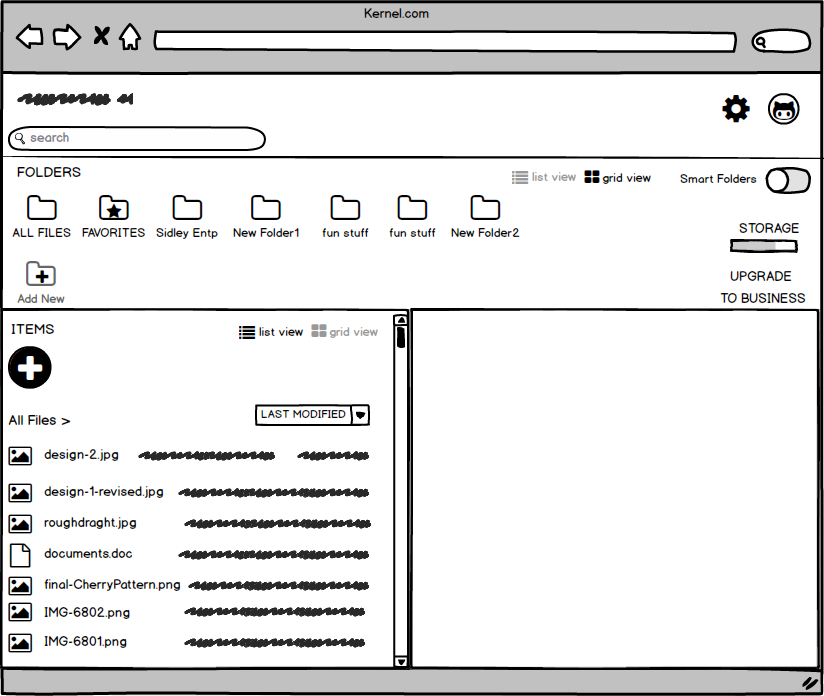 Kernel.com
search
FOLDERS
list view grid view Smart Folders
ALL FILES FAVORITES Sidley Entp New Folder1 fun stuff fun stuff New Folder2
STORAGE
Add New
UPGRADE
TO BUSINESS
ITEMS
list view grid view
All Files >
LAST MODIFIED
design-2.jpg
design-1-revised.jpg
roughdraght.jpg
documents.doc
final-CherryPattern.png
IMG-6802.png
IMG-6801.png